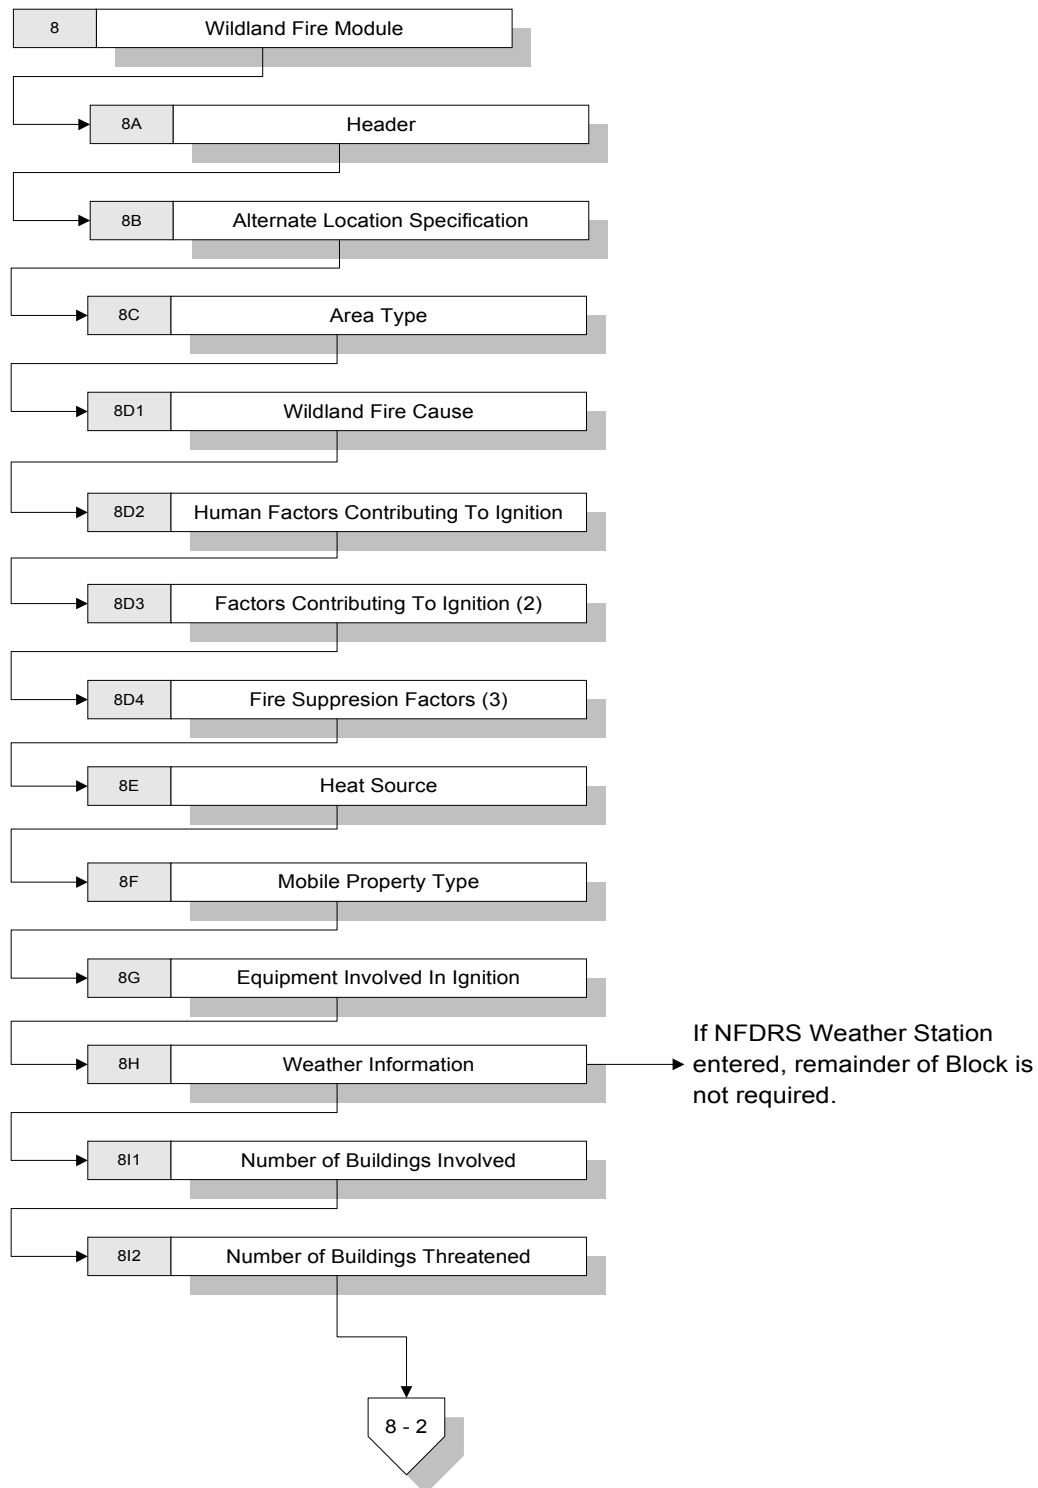 8 Wildland Fire Module
8A Header
8B Alternate Location Specification
8C Area Type
8D1 Wildland Fire Cause
8D2 Human Factors Contributing To Ignition
8D3 Factors Contributing To Ignition (2)
8D4 Fire Suppresion Factors (3)
8E Heat Source
8F Mobile Property Type
8G Equipment Involved In Ignition
8H Weather Information
If NFDRS Weather Station
entered, remainder of Block is
not required.
8I1 Number of Buildings Involved
8I2 Number of Buildings Threatened
8 - 2